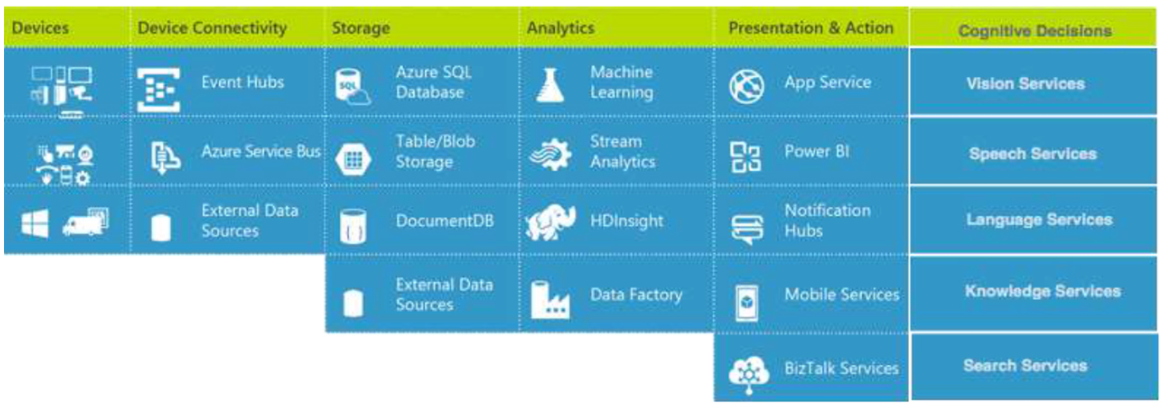 Devices
Device Connectivity
Storage
Analytics
Presentation & Action
Cognitive Decisions
Event Hubs
SQL
Azure SQL
Database
Machine
Learning
App Service
Vision Services
Azure Service Bus
Table/Blob
Storage
Stream
Analytics
Power BI
Speech Services
External Data
Sources
{ }
DocumentDB
HDInsight
Notification
Hubs
Language Services
External Data
Sources
Data Factory
Mobile Services
Knowledge Services
BizTalk Services
Search Services